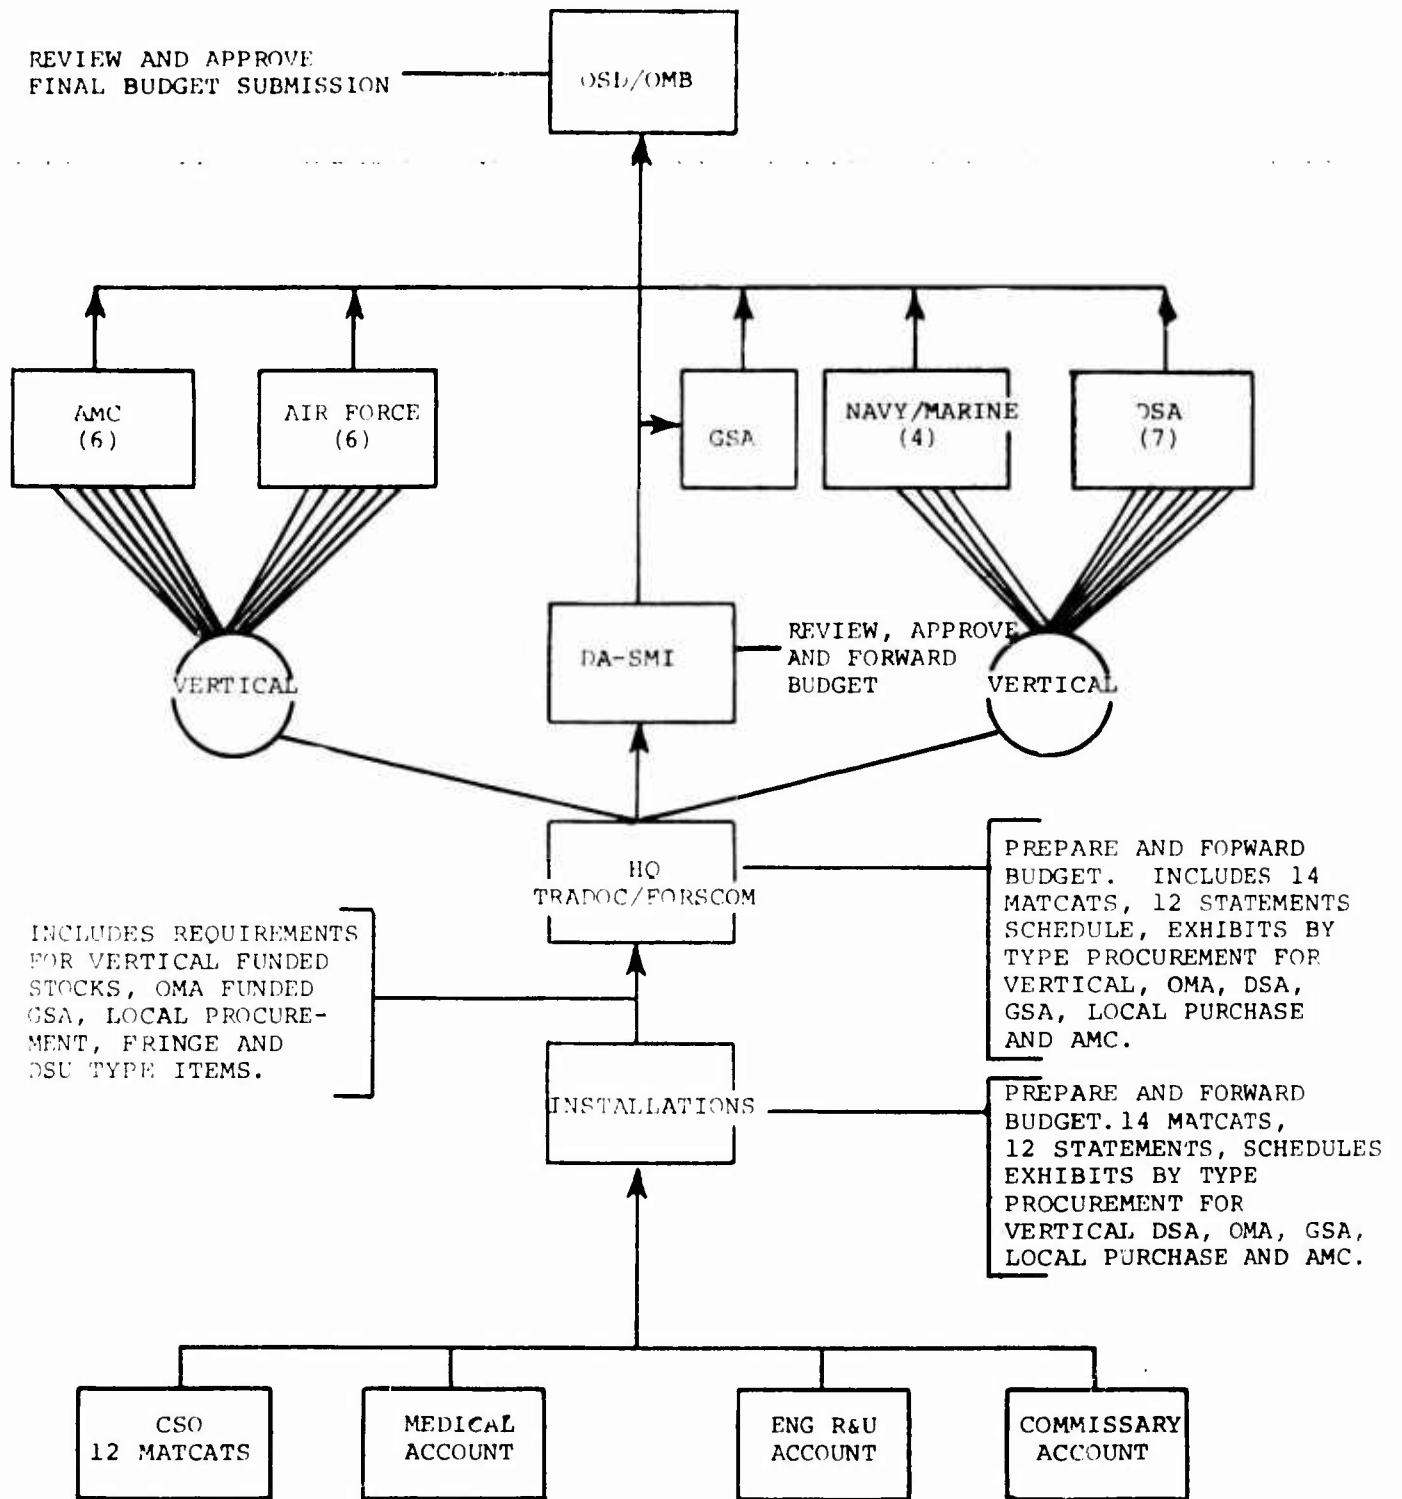 REVIEW AND APPROVE
FINAL BUDGET SUBMISSION
OSD/OMB
AMC
(6)
AIR FORCE
(6)
GSA
NAVY/MARINE
(4)
DSA
(7)
VERTICAL
DA-SMI
REVIEW, APPROVE
AND FORWARD
BUDGET
VERTICAL
HQ
TRADOC/FORSCOM
PREPARE AND FOPWARD
BUDGET. INCLUDES 14
MATCATS, 12 STATEMENTS
SCHEDULE, EXHIBITS BY
TYPE PROCUREMENT FOR
VERTICAL, OMA, DSA,
GSA, LOCAL PURCHASE
AND AMC.
INCLUDES REQUIREMENTS
FOR VERTICAL FUNDED
STOCKS, OMA FUNDED
GSA, LOCAL PROCURE-
MENT, FRINGE AND
DSU TYPE ITEMS.
INSTALLATIONS
PREPARE AND FORWARD
BUDGET. 14 MATCATS,
12 STATEMENTS, SCHEDULES
EXHIBITS BY TYPE
PROCUREMENT FOR
VERTICAL DSA, OMA, GSA,
LOCAL PURCHASE AND AMC.
CSO
12 MATCATS
MEDICAL
ACCOUNT
ENG R&U
ACCOUNT
COMMISSARY
ACCOUNT